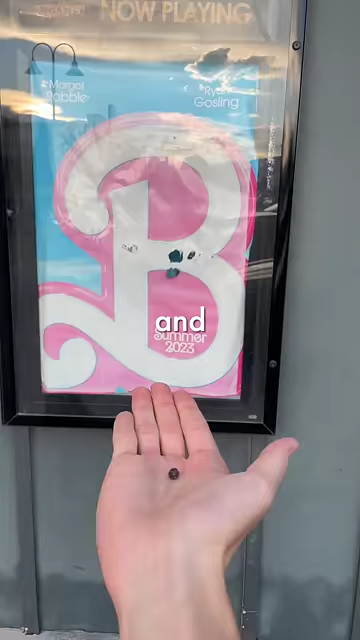 NOW PLAYING
Margot
Robbie
Ryan
Gosling
B
and
Summer
2023